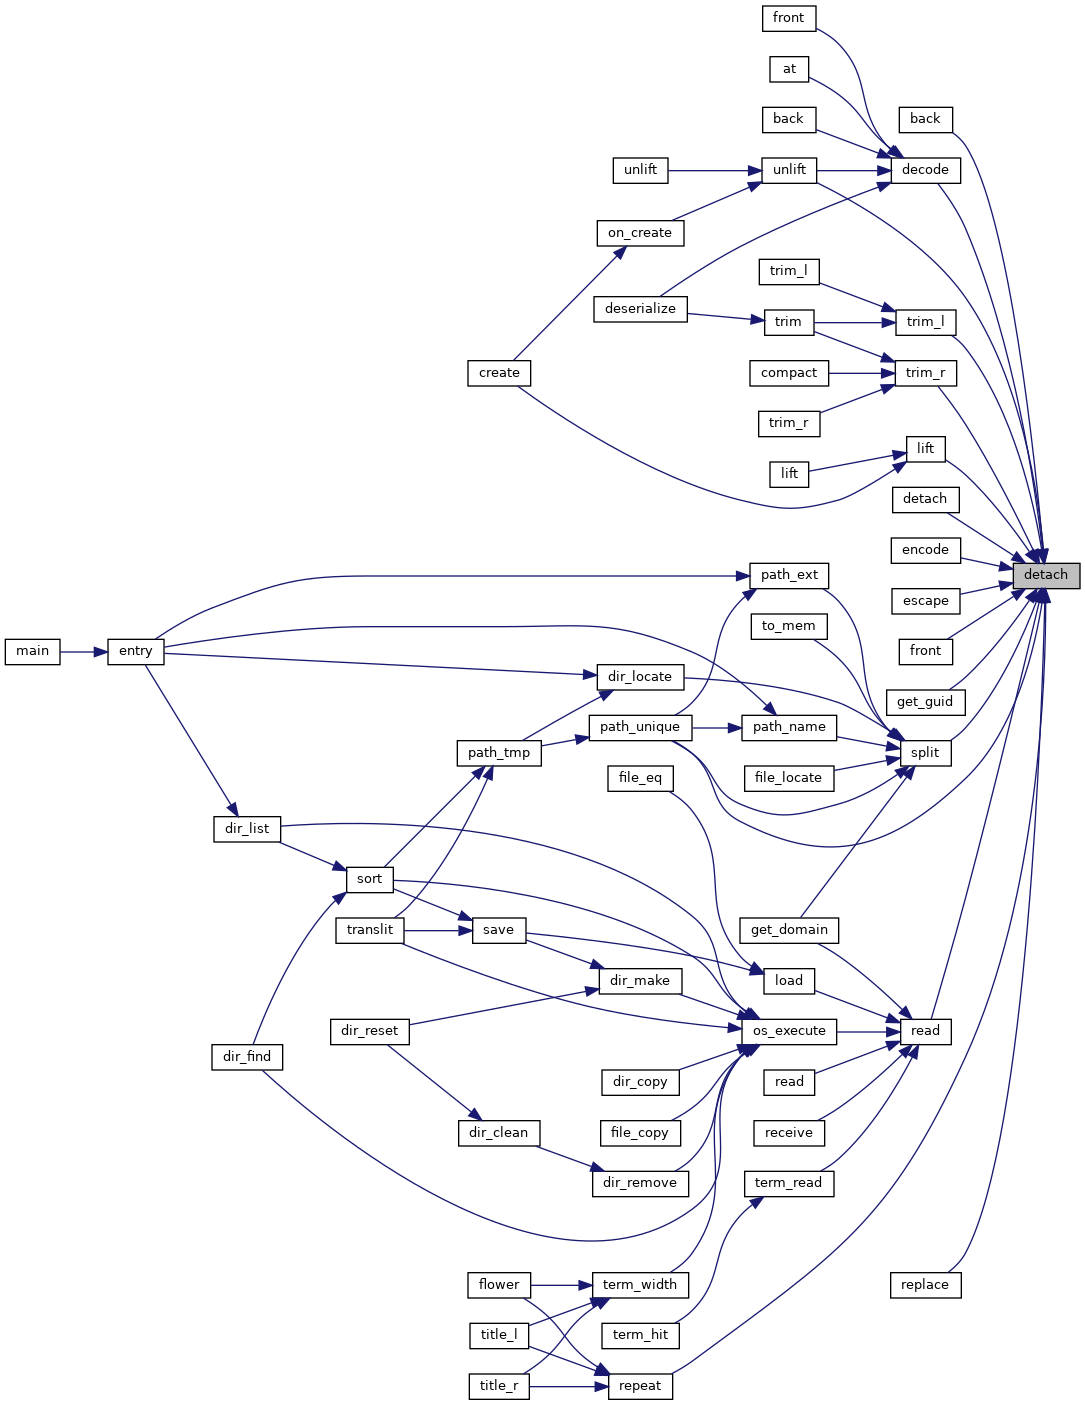 front
at
back
back
unlift
unlift
decode
on_create
trim_l
deserialize
trim
trim_l
create
compact
trim_r
trim_r
lift
lift
detach
encode
path_ext
detach
escape
to_mem
main
entry
front
dir_locate
get_guid
path_unique
path_name
path_tmp
split
file_eq
file_locate
dir_list
sort
translit
save
get_domain
dir_make
load
dir_reset
os_execute
read
dir_find
dir_copy
read
dir_clean
file_copy
receive
dir_remove
term_read
flower
term_width
replace
title_l
term_hit
title_r
repeat